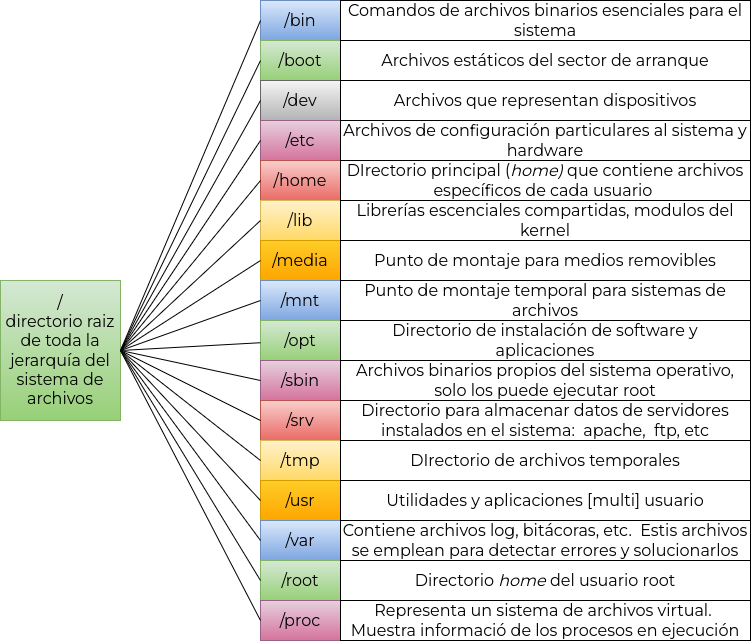 /
directorio raiz
de toda la
jerarquía del
sistema de
archivos
/bin
Comandos de archivos binarios esenciales para el
sistema
/boot
Archivos estáticos del sector de arranque
/dev
Archivos que representan dispositivos
/etc
Archivos de configuración particulares al sistema y
hardware
/home
DIrectorio principal (home) que contiene archivos
específicos de cada usuario
/lib
Librerías escenciales compartidas, modulos del
kernel
/media
Punto de montaje para medios removibles
/mnt
Punto de montaje temporal para sistemas de
archivos
/opt
Directorio de instalación de software y
aplicaciones
/sbin
Archivos binarios propios del sistema operativo,
solo los puede ejecutar root
/srv
Directorio para almacenar datos de servidores
instalados en el sistema: apache, ftp, etc
/tmp
DIrectorio de archivos temporales
/usr
Utilidades y aplicaciones [multi] usuario
/var
Contiene archivos log, bitácoras, etc. Estis archivos
se emplean para detectar errores y solucionarlos
/root
Directorio home del usuario root
/proc
Representa un sistema de archivos virtual.
Muestra informació de los procesos en ejecución